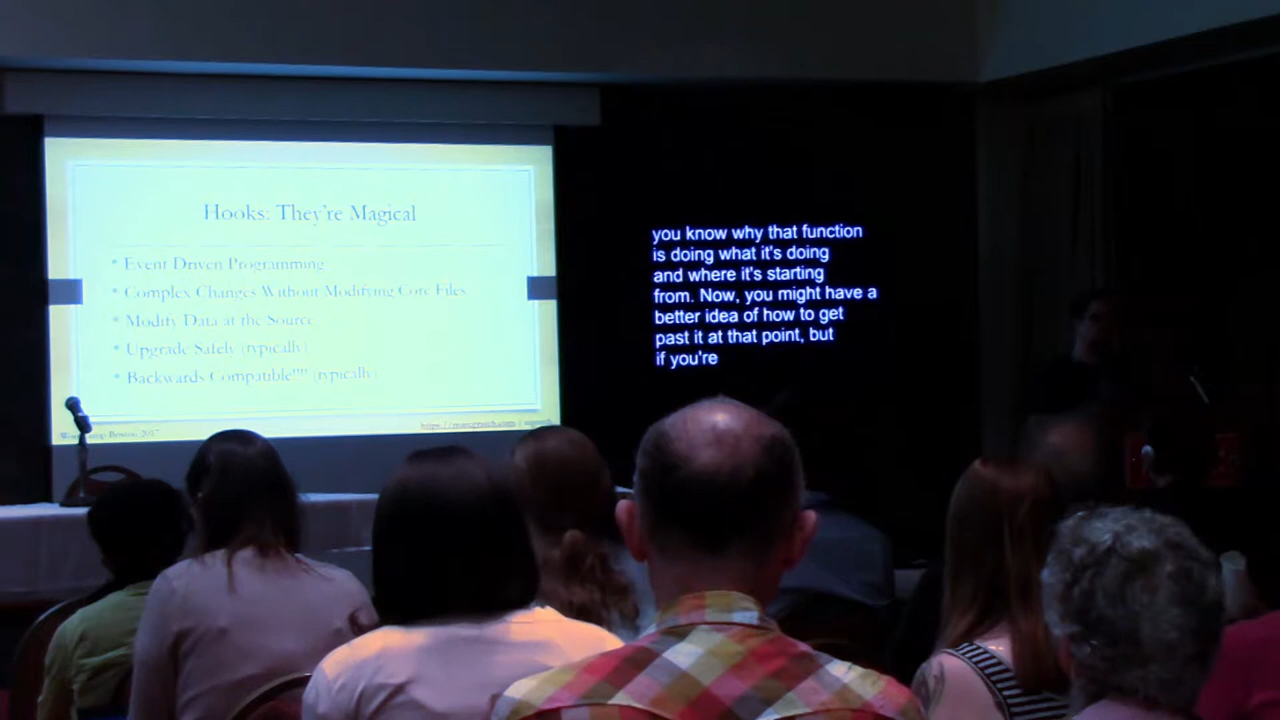 Hooks: They're Magical
* Event Driven Programming
* Complex Changes Without Modifying Core Files
* Modify Data at the Source
* Upgrade Safely (typically)
* Backwards Compatible!!!! (typically)
2017
you know why that function
is doing what it's doing
and where it's starting
from. Now, you might have a
better idea of how to get
past it at that point, but
if you're